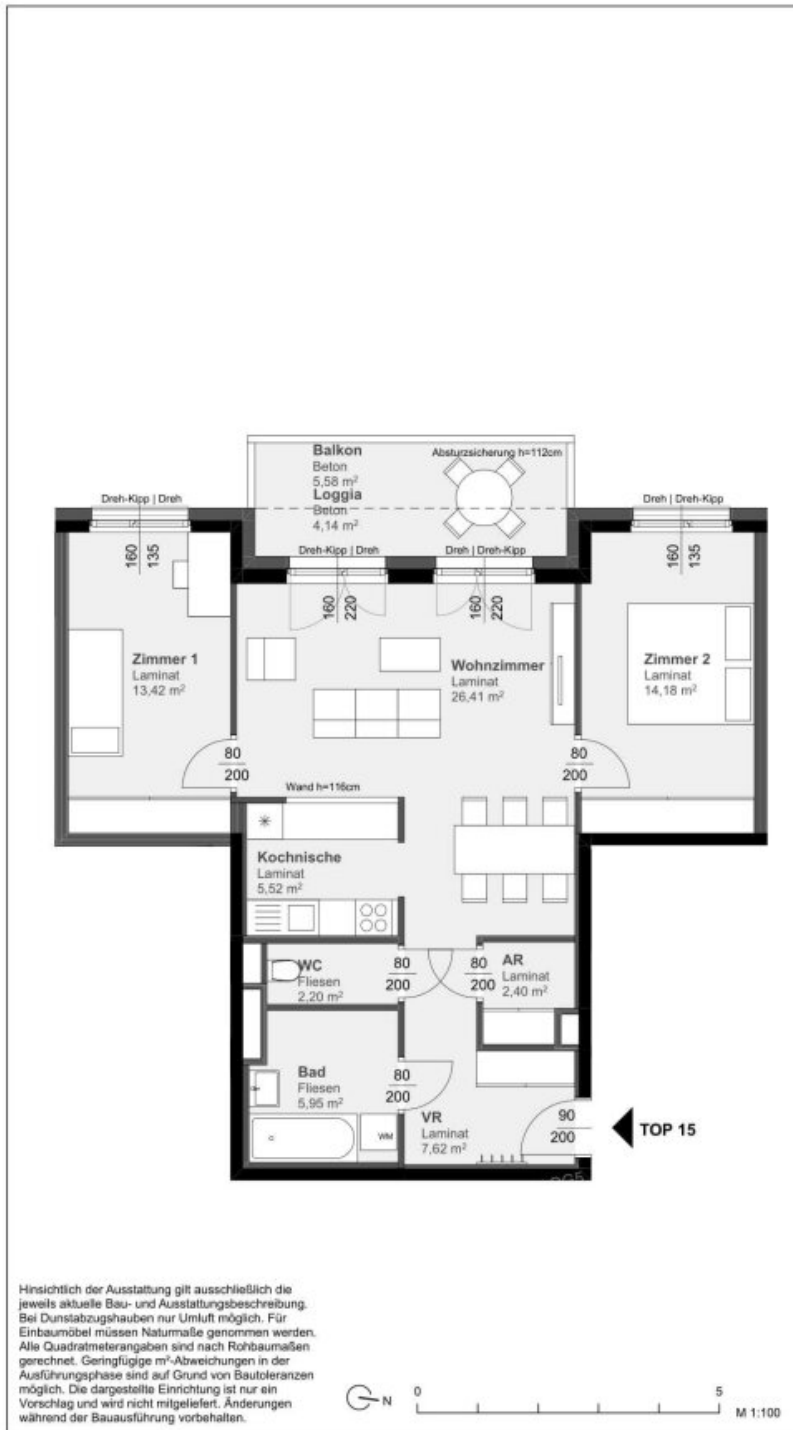 Balkon
Beton
5,58 m²
Loggia
Beton
4,14 m²
Absturzsicherung h=112cm
Dreh-Kipp | Dreh
Dreh | Dreh-Kipp
Dreh-Kipp | Dreh
Dreh | Dreh-Kipp
160
135
160
220
160
220
160
135
Zimmer 1
Laminat
13,42 m²
Wohnzimmer
Laminat
26,41 m²
Zimmer 2
Laminat
14,18 m²
80
200
80
200
Wand h=116cm
Kochnische
Laminat
5,52 m²
WC
Fliesen
2,20 m²
80
200
80
200
AR
Laminat
2,40 m²
Bad
Fliesen
5,95 m²
80
200
WM
VR
Laminat
7,62 m²
90
200
TOP 15
Hinsichtlich der Ausstattung gilt ausschließlich die
jeweils aktuelle Bau- und Ausstattungsbeschreibung.
Bei Dunstabzugshauben nur Umluft möglich. Für
Einbaumöbel müssen Naturmaße genommen werden.
Alle Quadratmeterangaben sind nach Rohbaumaßen
gerechnet. Geringfügige m²-Abweichungen in der
Ausführungsphase sind auf Grund von Bautoleranzen
möglich. Die dargestellte Einrichtung ist nur ein
Vorschlag und wird nicht mitgeliefert. Änderungen
während der Bauausführung vorbehalten.
N
0
5
M 1:100